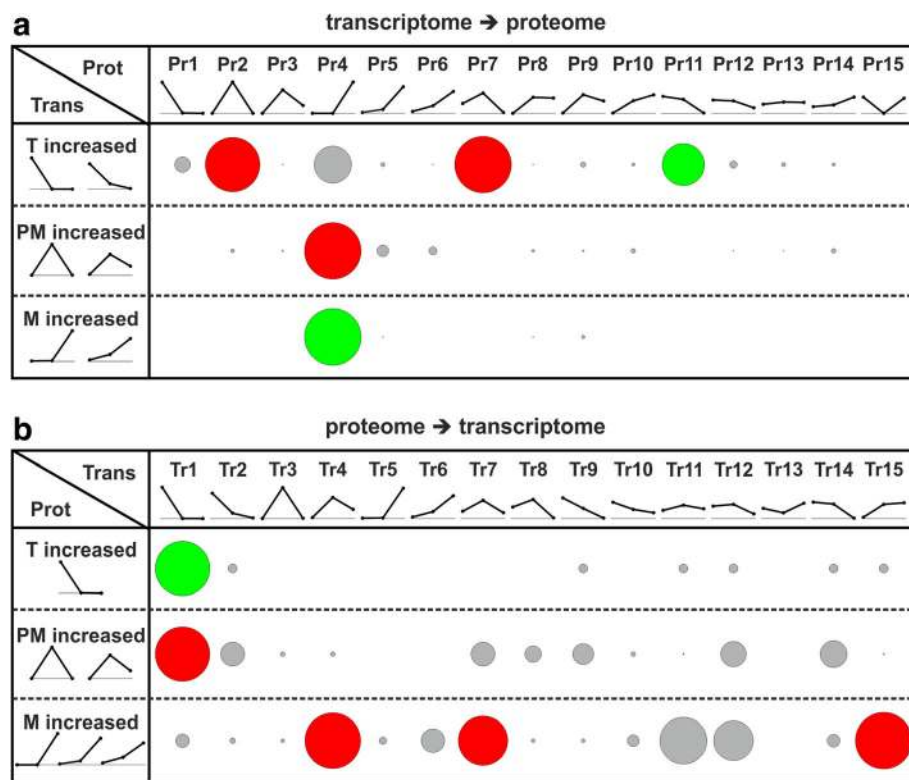 a
transcriptome ➔ proteome
Prot
Trans
Pr1 Pr2 Pr3 Pr4 Pr5 Pr6 Pr7 Pr8 Pr9 Pr10 Pr11 Pr12 Pr13 Pr14 Pr15
T increased
PM increased
M increased
b
proteome ➔ transcriptome
Trans
Prot
Tr1 Tr2 Tr3 Tr4 Tr5 Tr6 Tr7 Tr8 Tr9 Tr10 Tr11 Tr12 Tr13 Tr14 Tr15
T increased
PM increased
M increased